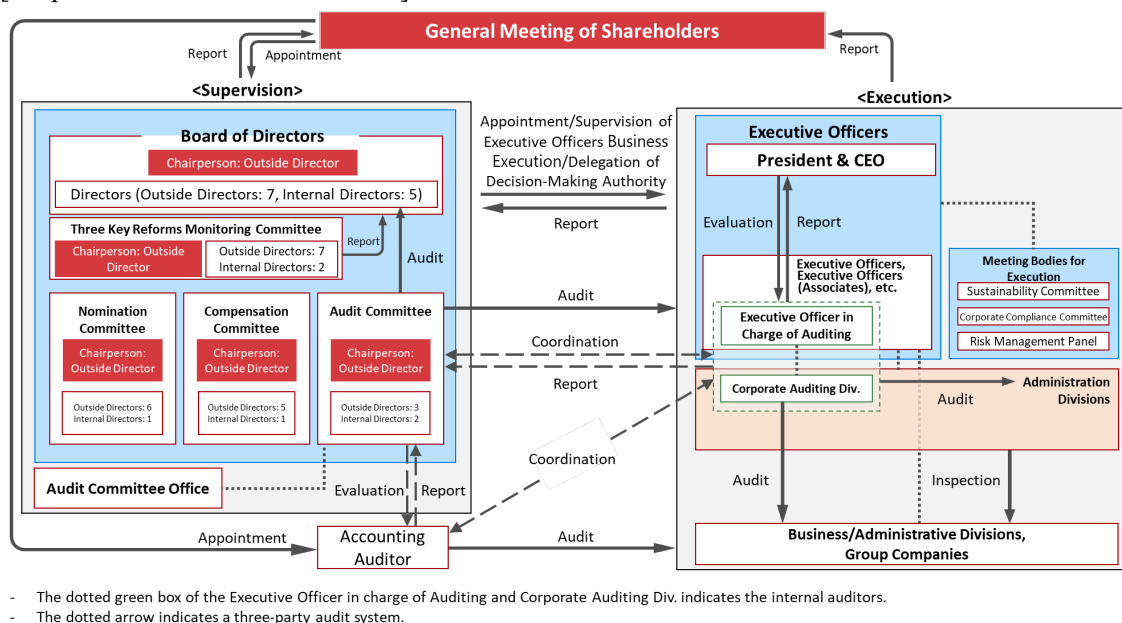 General Meeting of Shareholders
Report
Appointment
Report
<Supervision>
<Execution>
Board of Directors
Chairperson: Outside Director
Directors (Outside Directors: 7, Internal Directors: 5)
Three Key Reforms Monitoring Committee
Chairperson: Outside
Director
Outside Directors: 7
Internal Directors: 2
Report
Audit
Nomination
Committee
Chairperson:
Outside Director
Outside Directors: 6
Internal Directors: 1
Compensation
Committee
Chairperson:
Outside Director
Outside Directors: 5
Internal Directors: 1
Audit Committee
Chairperson:
Outside Director
Outside Directors: 3
Internal Directors: 2
Audit Committee Office
Evaluation
Report
Appointment
Accounting
Auditor
Appointment/Supervision of
Executive Officers Business
Execution/Delegation of
Decision-Making Authority
Report
Audit
Coordination
Report
Coordination
Audit
Executive Officers
President & CEO
Evaluation
Report
Executive Officers,
Executive Officers
(Associates), etc.
Executive Officer in
Charge of Auditing
Corporate Auditing Div.
Meeting Bodies for
Execution
Sustainability Committee
Corporate Compliance Committee
Risk Management Panel
Audit
Administration
Divisions
Audit
Inspection
Business/Administrative Divisions,
Group Companies
- The dotted green box of the Executive Officer in charge of Auditing and Corporate Auditing Div. indicates the internal auditors.
- The dotted arrow indicates a three-party audit system.